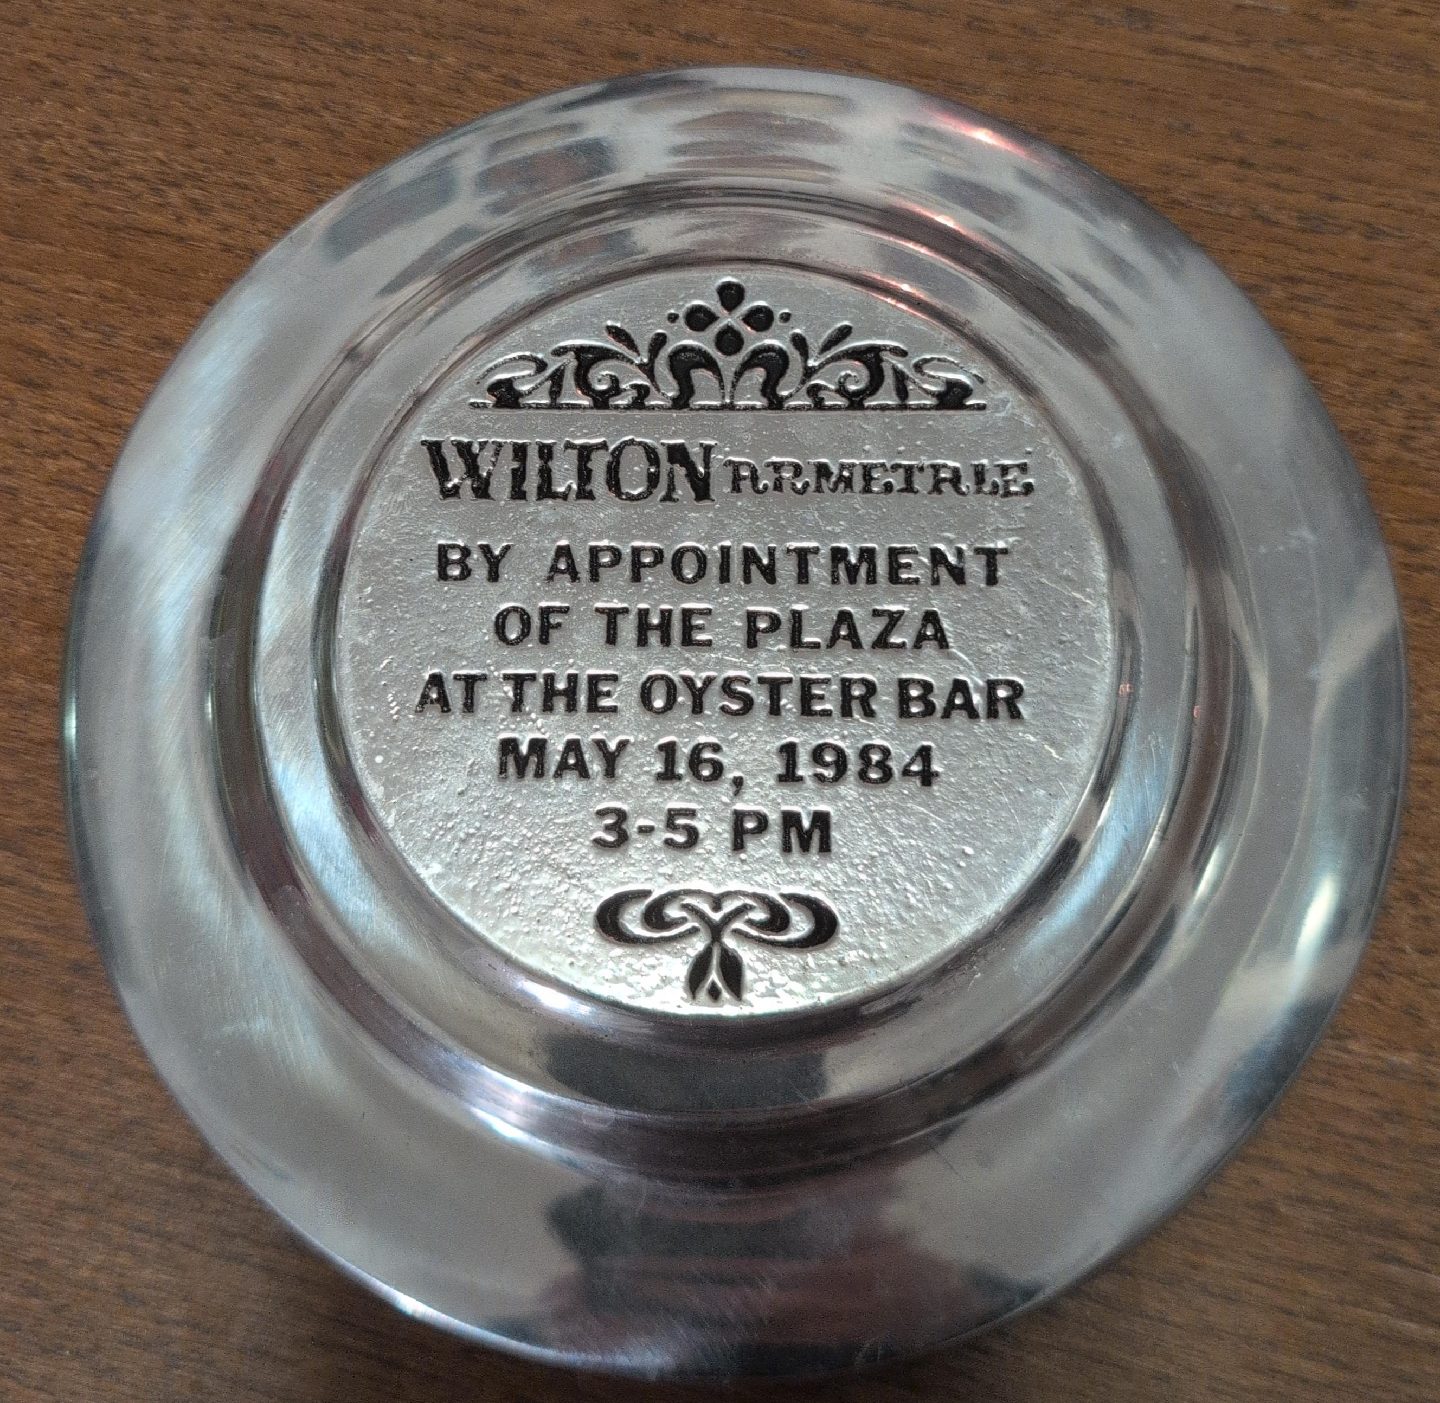 WILTON ARMETALE
BY APPOINTMENT
OF THE PLAZA
AT THE OYSTER BAR
MAY 16, 1984
3-5 PM